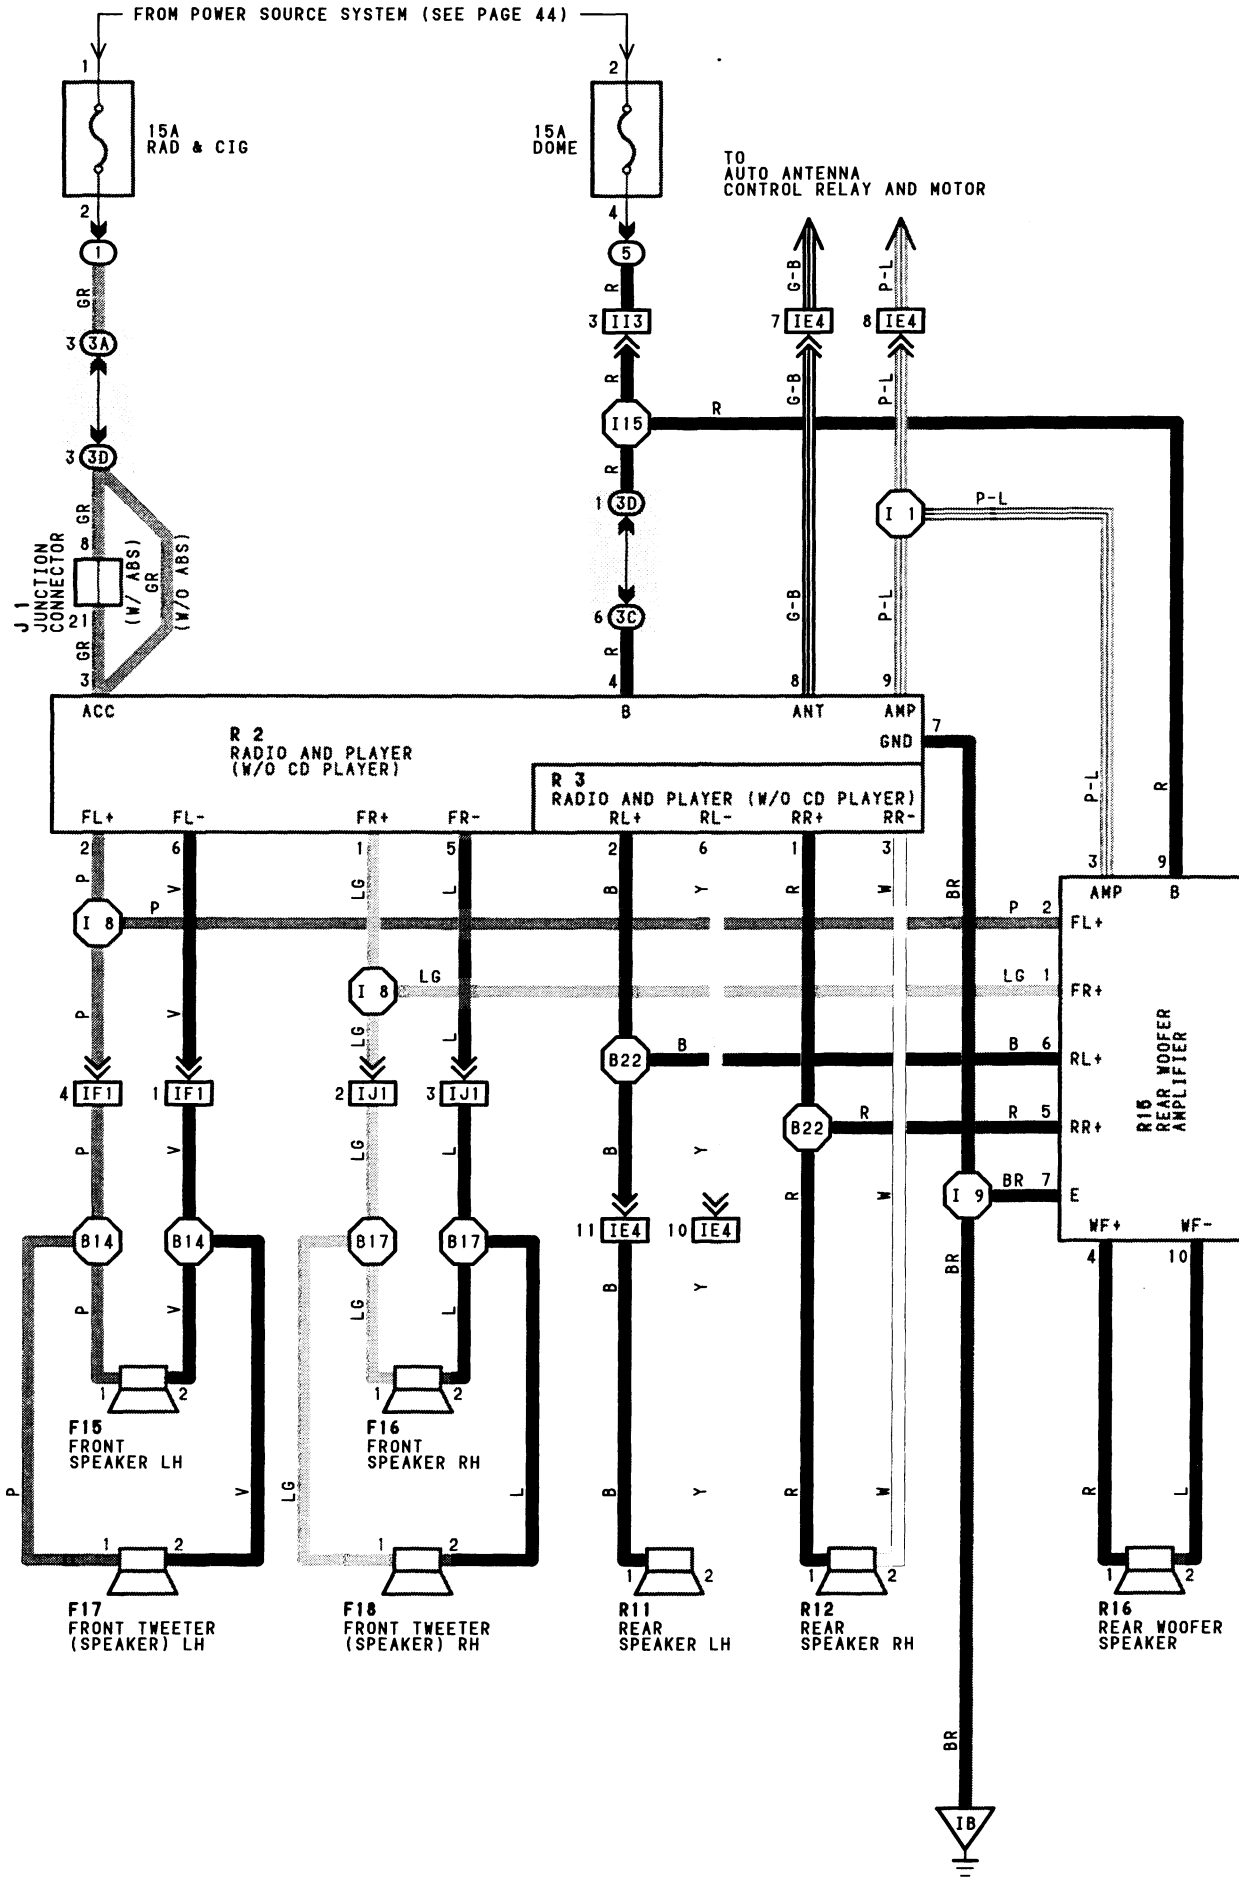 FROM POWER SOURCE SYSTEM (SEE PAGE 44)
1
2
15A
RAD & CIG
15A
DOME
TO
AUTO ANTENNA
CONTROL RELAY AND MOTOR
2
4
1
5
GR
R
G-B
P-L
3 II3
7 IE4
8 IE4
3 3A
R
G-B
P-L
I15
R
3 3D
R
1 3D
P-L
I 1
GR
8
J 1
JUNCTION
CONNECTOR
(W/ ABS)
GR
(W/O ABS)
21
GR
6 3C
R
G-B
P-L
3
4
8
9
ACC
B
ANT
AMP
7
GND
R 2
RADIO AND PLAYER
(W/O CD PLAYER)
R 3
RADIO AND PLAYER (W/O CD PLAYER)
P-L
R
FL+
FL-
FR+
FR-
RL+
RL-
RR+
RR-
2
6
1
5
2
6
1
3
3
9
P
V
LG
L
B
Y
R
W
BR
AMP
B
I 8
P
P 2
FL+
I 8
LG
LG 1
FR+
P
V
LG
L
B22
B
B 6
RL+
R15
REAR WOOFER
AMPLIFIER
4 IF1
1 IF1
2 IJ1
3 IJ1
B22
R
R 5
RR+
P
V
LG
L
B
Y
R
W
I 9
BR 7
E
11 IE4
10 IE4
WF+
WF-
B14
B14
B17
B17
4
10
P
V
LG
L
B
Y
BR
1
2
1
2
F15
FRONT
SPEAKER LH
F16
FRONT
SPEAKER RH
P
V
LG
L
B
Y
R
W
R
L
1
2
1
2
1
2
1
2
1
2
F17
FRONT TWEETER
(SPEAKER) LH
F18
FRONT TWEETER
(SPEAKER) RH
R11
REAR
SPEAKER LH
R12
REAR
SPEAKER RH
R16
REAR WOOFER
SPEAKER
BR
IB